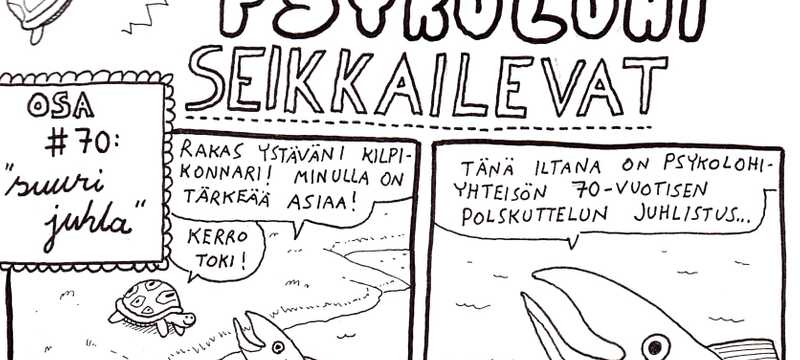 PSYKOLOHI
SEIKKAILEVAT
OSA
#70:
"suuri
juhla"
RAKAS YSTÄVÄNI KILPI-
KONNARI! MINULLA ON
TÄRKEÄÄ ASIAA!
KERRO
TOKI!
TÄNÄ ILTANA ON PSYKOLOHI-
YHTEISÖN 70-VUOTISEN
POLSKUTTELUN JUHLISTUS...